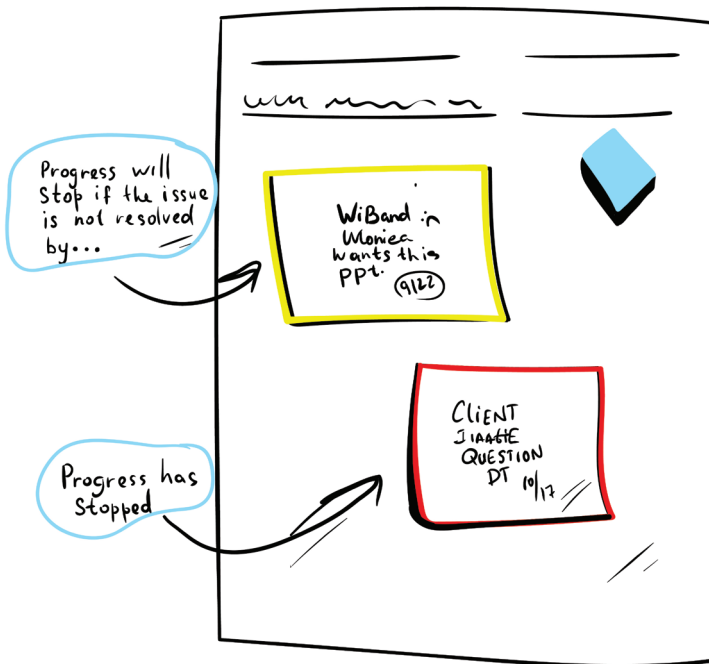 Progress will
Stop if the issue
is not resolved
by...
WiBand in
Monica
wants this
PPt.
9/22
Progress has
Stopped
CLIENT
QUESTION
DT 10/17